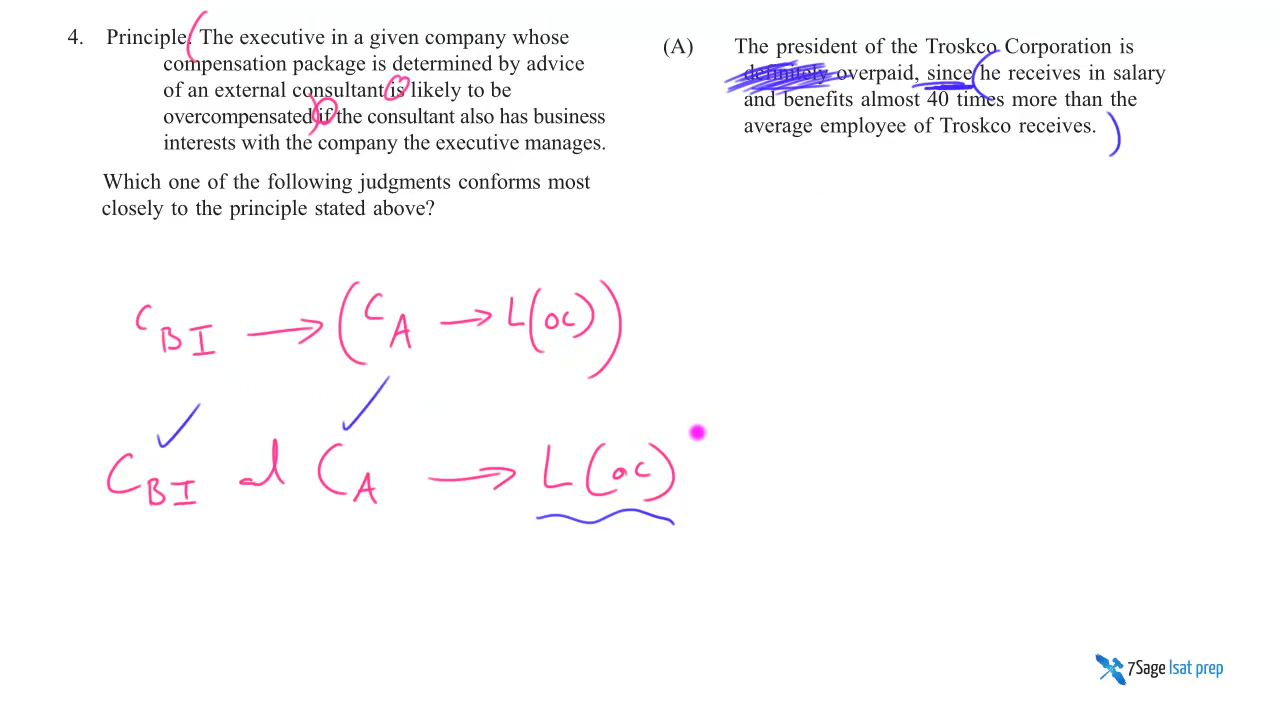 4. Principle: The executive in a given company whose
compensation package is determined by advice
of an external consultant is likely to be
overcompensated if the consultant also has business
interests with the company the executive manages.
Which one of the following judgments conforms most
closely to the principle stated above?
(A) The president of the Troskco Corporation is
definitely overpaid, since he receives in salary
and benefits almost 40 times more than the
average employee of Troskco receives.
C BI → (C A → L(OC))
C BI al C A → L(OC)
7Sage lsat prep